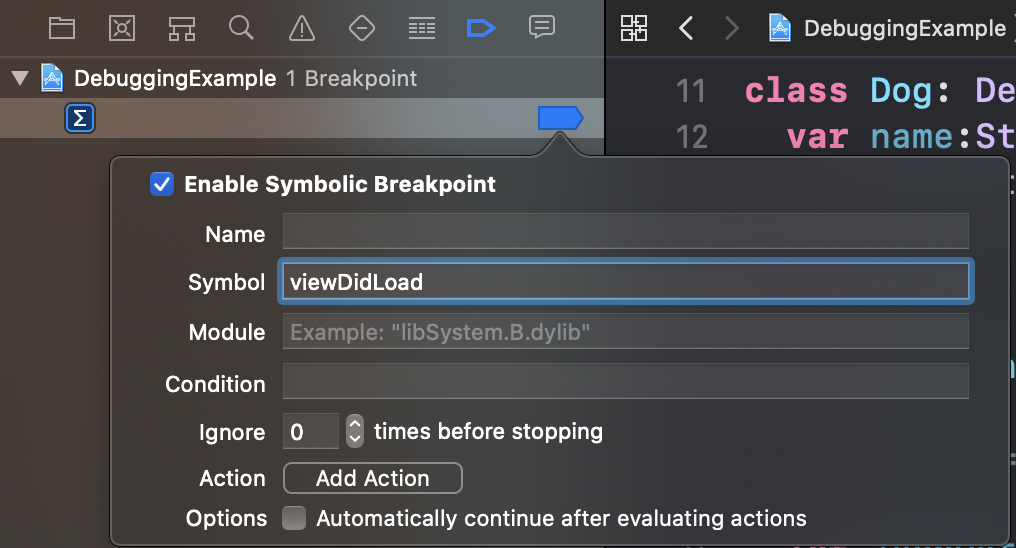 DebuggingExample
DebuggingExample 1 Breakpoint
11 class Dog: De
12 var name:St
Σ
Enable Symbolic Breakpoint
Name
Symbol viewDidLoad
Module Example: "libSystem.B.dylib"
Condition
Ignore 0 times before stopping
Action Add Action
Options Automatically continue after evaluating actions